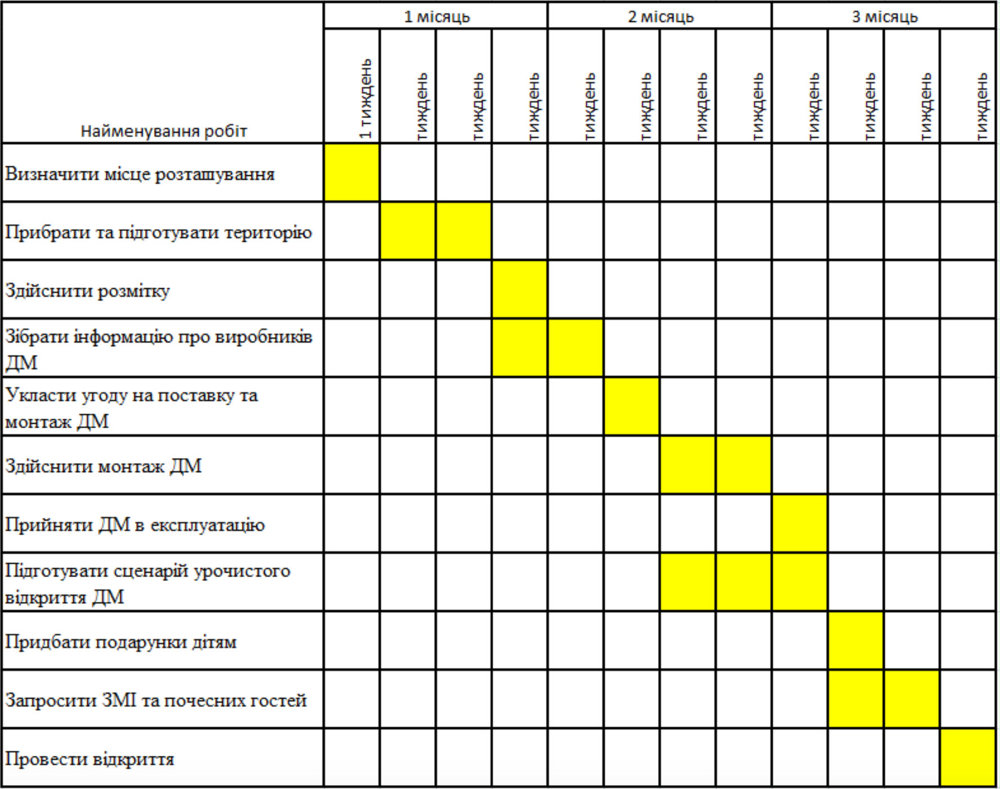 1 місяць
2 місяць
3 місяць
Найменування робіт
1 тиждень
тиждень
тиждень
тиждень
тиждень
тиждень
тиждень
тиждень
тиждень
тиждень
тиждень
тиждень
Визначити місце розташування
Прибрати та підготувати територію
Здійснити розмітку
Зібрати інформацію про виробників
ДМ
Укласти угоду на поставку та
монтаж ДМ
Здійснити монтаж ДМ
Прийняти ДМ в експлуатацію
Підготувати сценарій урочистого
відкриття ДМ
Придбати подарунки дітям
Запросити ЗМІ та почесних гостей
Провести відкриття